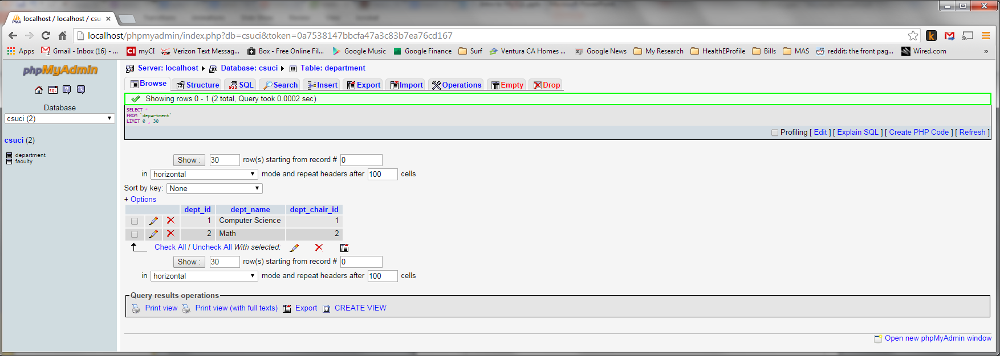 localhost / localhost / csu
localhost/phpmyadmin/index.php?db=csuci&token=0a7538147bbcfa47a3c83b7ea76cd167
Apps Gmail - Inbox (16) - ... CI myCI Verizon Text Messag... Box - Free Online Fil... Google Music Google Finance Surf Ventura CA Homes ... Google News My Research HealthEProfile Bills MAS reddit: the front pag... Wired.com »
phpMyAdmin
Database
csuci (2)
csuci (2)
department
faculty
Server: localhost Database: csuci Table: department
Browse Structure SQL Search Insert Export Import Operations Empty Drop
Showing rows 0 - 1 (2 total, Query took 0.0002 sec)
SELECT *
FROM `department`
LIMIT 0 , 30
Profiling [ Edit ] [ Explain SQL ] [ Create PHP Code ] [ Refresh ]
Show : 30 row(s) starting from record # 0
in horizontal mode and repeat headers after 100 cells
Sort by key: None
+ Options
dept_id dept_name dept_chair_id
1 Computer Science 1
2 Math 2
Check All / Uncheck All With selected:
Show : 30 row(s) starting from record # 0
in horizontal mode and repeat headers after 100 cells
Query results operations
Print view Print view (with full texts) Export CREATE VIEW
Open new phpMyAdmin window